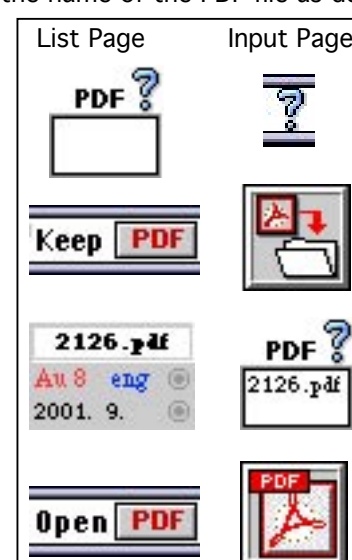 the name of the PDF file as d
List Page Input Page
PDF ?
?
Keep PDF
2126.pdf
Au 8 eng
2001. 9.
PDF ?
2126.pdf
Open PDF
PDF